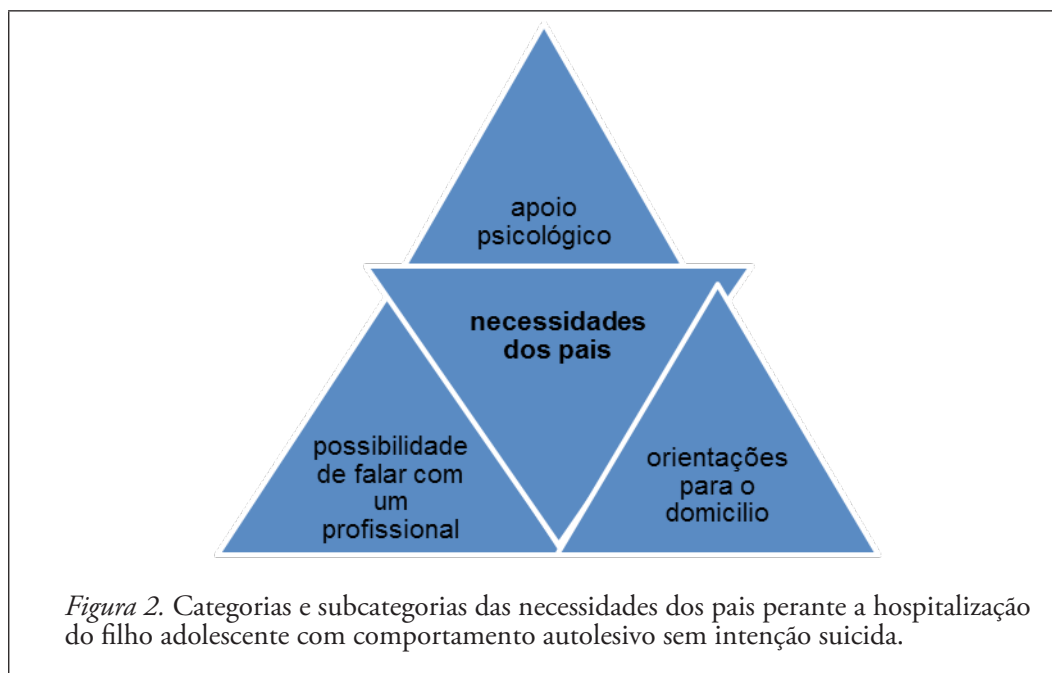 apoio
psicológico
necessidades
dos pais
possibilidade
de falar com
um
profissional
orientações
para o
domicilio
Figura 2. Categorias e subcategorias das necessidades dos pais perante a hospitalização
do filho adolescente com comportamento autolesivo sem intenção suicida.